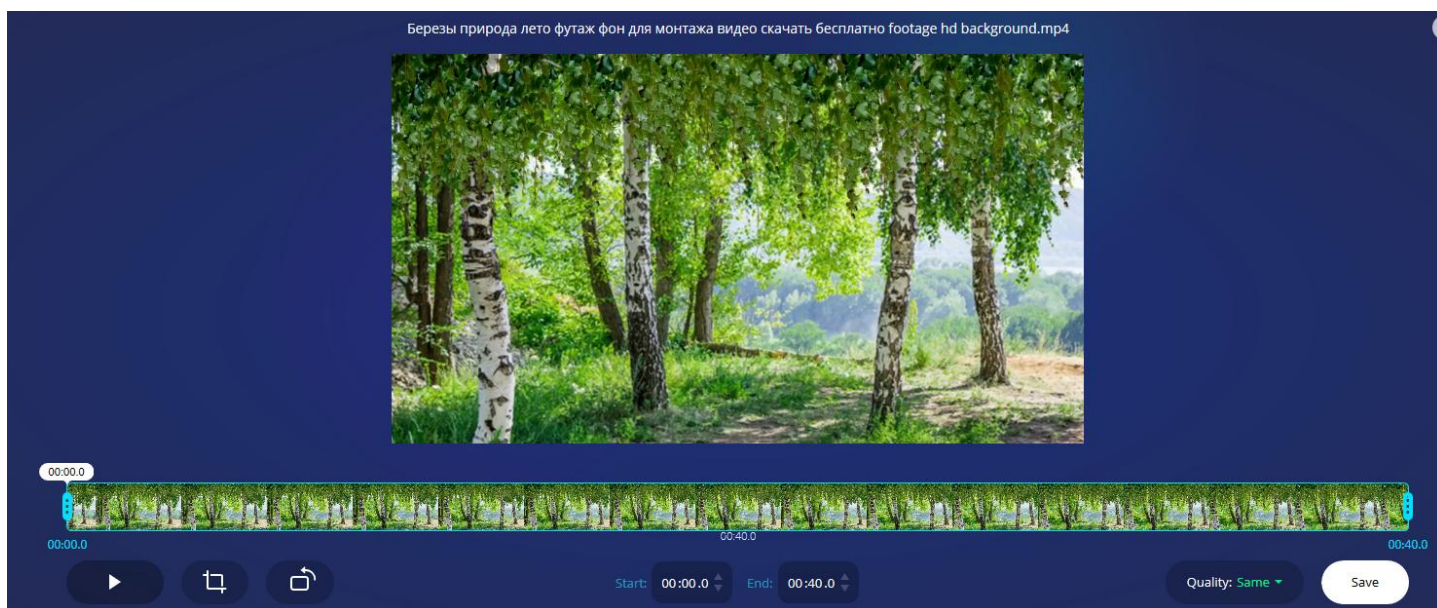 Березы природа лето футаж фон для монтажа видео скачать бесплатно footage hd background.mp4
00:00.0
00:40.0
00:00.0
00:40.0
Start: 00:00.0 End: 00:40.0 Quality: Same Save